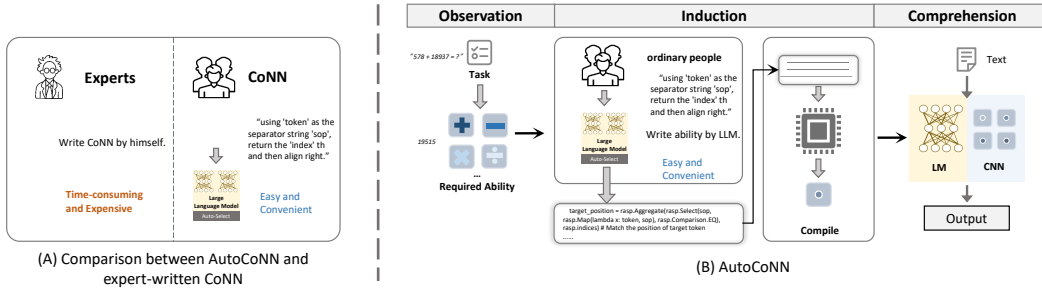 Experts
CoNN
Write CoNN by himself.
"using 'token' as the
separator string 'sop',
return the 'index' th
and then align right."
Time-consuming
and Expensive
Large
Language Model
Auto-Select
Easy and
Convenient
(A) Comparison between AutoCoNN and
expert-written CoNN
Observation
Induction
Comprehension
"578 + 18937 = ?"
Task
19515
...
Required Ability
ordinary people
"using 'token' as the
separator string 'sop',
return the 'index' th
and then align right."
Write ability by LLM.
Large
Language Model
Auto-Select
Easy and
Convenient
target_position = rasp.Aggregate(rasp.Select(sop,
rasp.Map(lambda x: token, sop), rasp.Comparison.EQ),
rasp.indices) # Match the position of target token
......
Compile
Text
LM
CNN
Output
(B) AutoCoNN